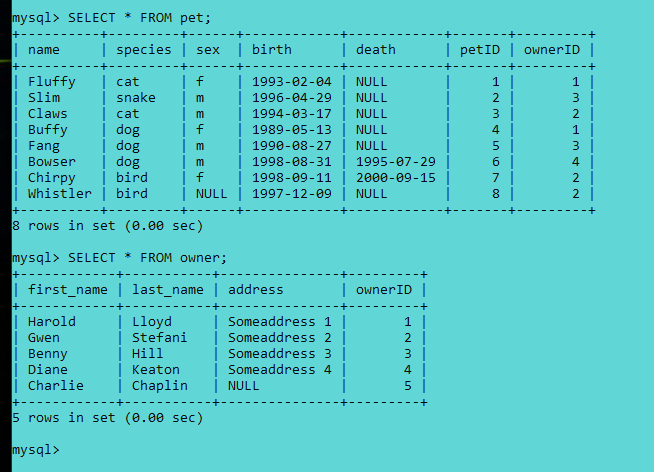 mysql> SELECT * FROM pet;
+----------+---------+------+------------+------------+-------+---------+
| name     | species | sex  | birth      | death      | petID | ownerID |
+----------+---------+------+------------+------------+-------+---------+
| Fluffy   | cat     | f    | 1993-02-04 | NULL       |     1 |       1 |
| Slim     | snake   | m    | 1996-04-29 | NULL       |     2 |       3 |
| Claws    | cat     | m    | 1994-03-17 | NULL       |     3 |       2 |
| Buffy    | dog     | f    | 1989-05-13 | NULL       |     4 |       1 |
| Fang     | dog     | m    | 1990-08-27 | NULL       |     5 |       3 |
| Bowser   | dog     | m    | 1998-08-31 | 1995-07-29 |     6 |       4 |
| Chirpy   | bird    | f    | 1998-09-11 | 2000-09-15 |     7 |       2 |
| Whistler | bird    | NULL | 1997-12-09 | NULL       |     8 |       2 |
+----------+---------+------+------------+------------+-------+---------+
8 rows in set (0.00 sec)
mysql> SELECT * FROM owner;
+------------+-----------+---------------+---------+
| first_name | last_name | address       | ownerID |
+------------+-----------+---------------+---------+
| Harold     | Lloyd     | Someaddress 1 |       1 |
| Gwen       | Stefani   | Someaddress 2 |       2 |
| Benny      | Hill      | Someaddress 3 |       3 |
| Diane      | Keaton    | Someaddress 4 |       4 |
| Charlie    | Chaplin   | NULL          |       5 |
+------------+-----------+---------------+---------+
5 rows in set (0.00 sec)
mysql>